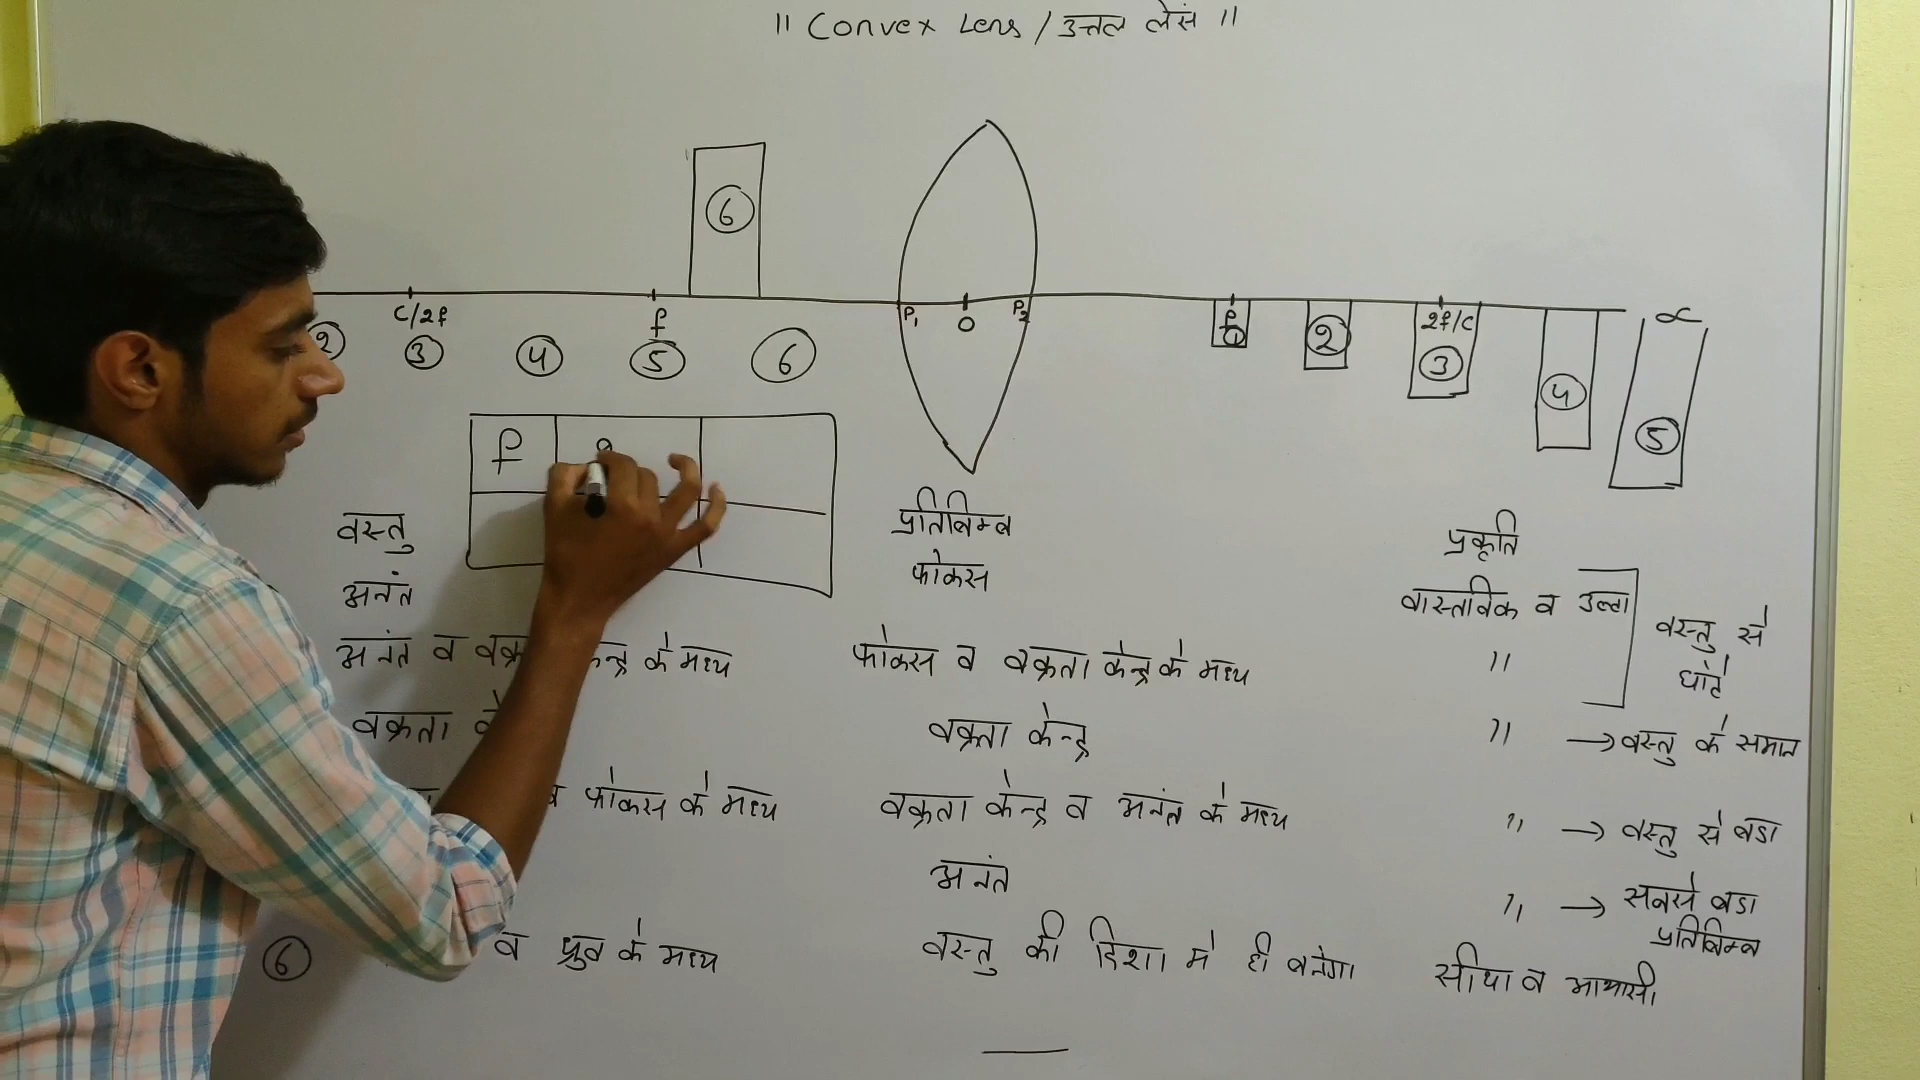 || Convex Lens / उत्तल लेंस ||
6
C/2f f P₁ O P₂ f 2f/C ∝
2 3 4 5 6 1 2 3 4 5
f
वस्तु प्रतिबिम्ब प्रकृति
अनंत फोकस वास्तविक व उल्टा वस्तु से छोटे
अनंत व के मध्य फोकस व वक्रता केन्द्र के मध्य "
वक्रता वक्रता केन्द्र " → वस्तु के समान
व फोकस के मध्य वक्रता केन्द्र व अनंत के मध्य " → वस्तु से बडा
अनंत " → सबसे बडा प्रतिबिम्ब
6 व ध्रुव के मध्य वस्तु की दिशा मे ही बनेगा सीधा व आभासी